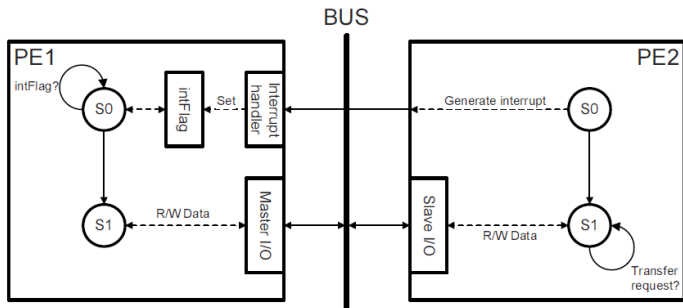 BUS
PE1
PE2
intFlag?
S0
intFlag
Set
Interrupt
handler
Generate interrupt
S0
S1
R/W Data
Master I/O
Slave I/O
R/W Data
S1
Transfer
request?